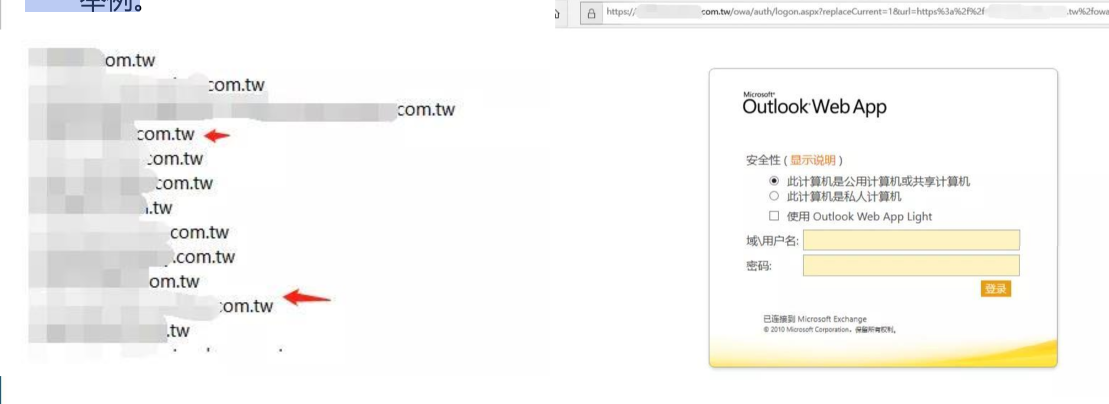 举例。
om.tw
com.tw
com.tw
com.tw
com.tw
com.tw
.tw
com.tw
.com.tw
om.tw
com.tw
.tw
https://
com.tw/owa/auth/logon.aspx?replaceCurrent=1&url=https%3a%2f%2f
.tw%2fowa
Microsoft®
Outlook Web App
安全性 ( 显示说明 )
此计算机是公用计算机或共享计算机
此计算机是私人计算机
使用 Outlook Web App Light
域\用户名:
密码:
登录
已连接到 Microsoft Exchange
© 2010 Microsoft Corporation。保留所有权利。